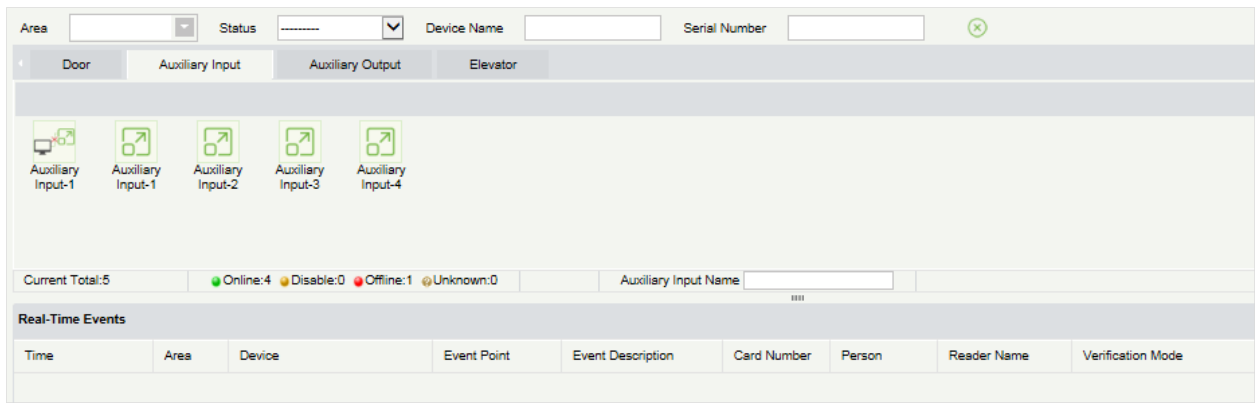 Area Status --------- Device Name Serial Number
Door Auxiliary Input Auxiliary Output Elevator
Auxiliary Auxiliary Auxiliary Auxiliary Auxiliary
Input-1 Input-1 Input-2 Input-3 Input-4
Current Total:5 Online:4 Disable:0 Offline:1 Unknown:0 Auxiliary Input Name
Real-Time Events
Time Area Device Event Point Event Description Card Number Person Reader Name Verification Mode